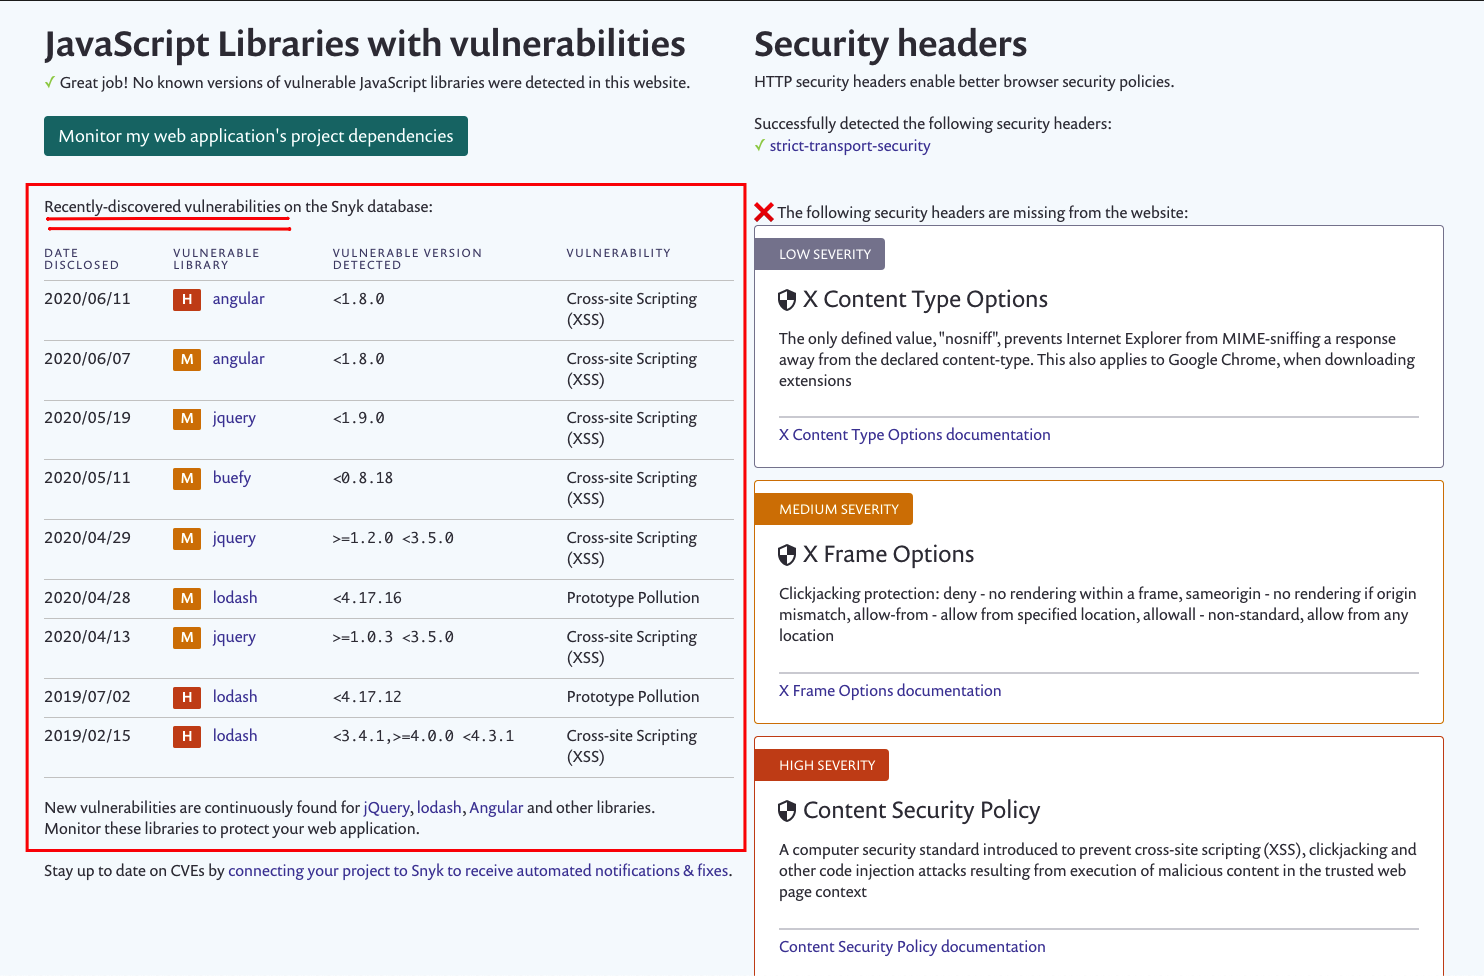 JavaScript Libraries with vulnerabilities
✓ Great job! No known versions of vulnerable JavaScript libraries were detected in this website.
Monitor my web application's project dependencies
Recently-discovered vulnerabilities on the Snyk database:
DATE DISCLOSED VULNERABLE LIBRARY VULNERABLE VERSION DETECTED VULNERABILITY
2020/06/11 H angular <1.8.0 Cross-site Scripting
(XSS)
2020/06/07 M angular <1.8.0 Cross-site Scripting
(XSS)
2020/05/19 M jquery <1.9.0 Cross-site Scripting
(XSS)
2020/05/11 M buefy <0.8.18 Cross-site Scripting
(XSS)
2020/04/29 M jquery >=1.2.0 <3.5.0 Cross-site Scripting
(XSS)
2020/04/28 M lodash <4.17.16 Prototype Pollution
2020/04/13 M jquery >=1.0.3 <3.5.0 Cross-site Scripting
(XSS)
2019/07/02 H lodash <4.17.12 Prototype Pollution
2019/02/15 H lodash <3.4.1,>=4.0.0 <4.3.1 Cross-site Scripting
(XSS)
New vulnerabilities are continuously found for jQuery, lodash, Angular and other libraries.
Monitor these libraries to protect your web application.
Stay up to date on CVEs by connecting your project to Snyk to receive automated notifications & fixes.
Security headers
HTTP security headers enable better browser security policies.
Successfully detected the following security headers:
✓ strict-transport-security
❌ The following security headers are missing from the website:
LOW SEVERITY
X Content Type Options
The only defined value, "nosniff", prevents Internet Explorer from MIME-sniffing a response
away from the declared content-type. This also applies to Google Chrome, when downloading
extensions
X Content Type Options documentation
MEDIUM SEVERITY
X Frame Options
Clickjacking protection: deny - no rendering within a frame, sameorigin - no rendering if origin
mismatch, allow-from - allow from specified location, allowall - non-standard, allow from any
location
X Frame Options documentation
HIGH SEVERITY
Content Security Policy
A computer security standard introduced to prevent cross-site scripting (XSS), clickjacking and
other code injection attacks resulting from execution of malicious content in the trusted web
page context
Content Security Policy documentation